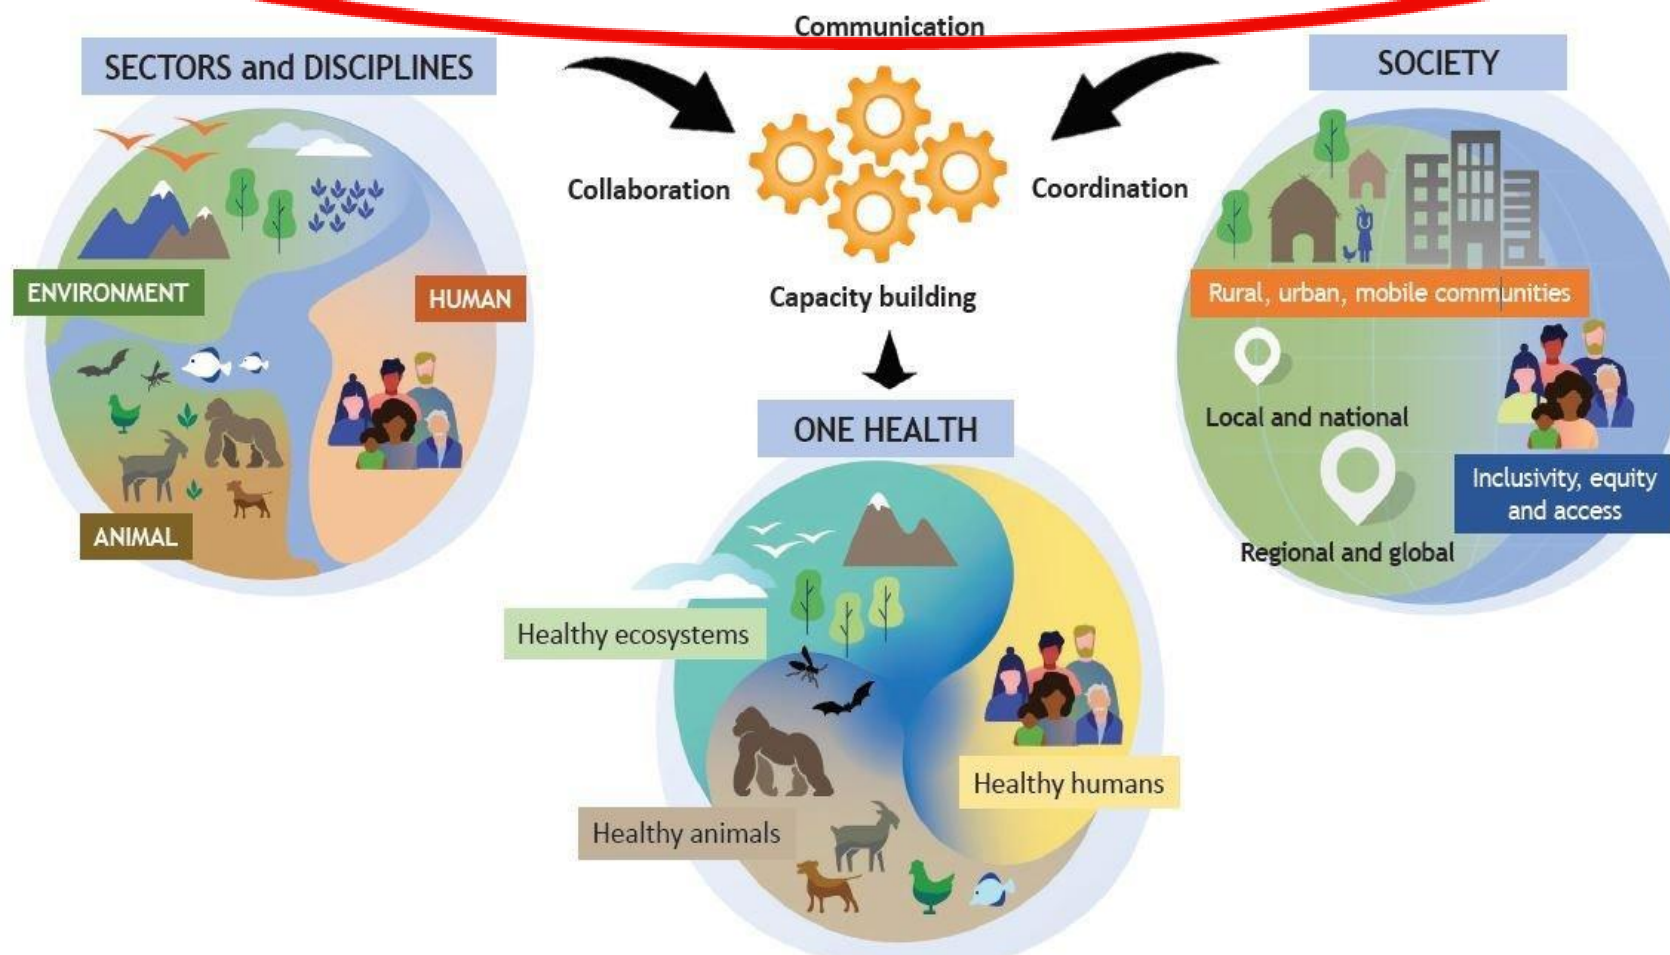 Communication
SECTORS and DISCIPLINES
SOCIETY
Collaboration
Coordination
ENVIRONMENT
HUMAN
Capacity building
Rural, urban, mobile communities
Local and national
ONE HEALTH
Inclusivity, equity
and access
ANIMAL
Regional and global
Healthy ecosystems
Healthy humans
Healthy animals